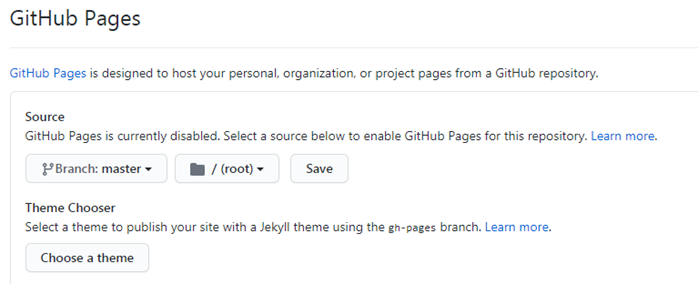 GitHub Pages
GitHub Pages is designed to host your personal, organization, or project pages from a GitHub repository.
Source
GitHub Pages is currently disabled. Select a source below to enable GitHub Pages for this repository. Learn more.
Branch: master / (root) Save
Theme Chooser
Select a theme to publish your site with a Jekyll theme using the gh-pages branch. Learn more.
Choose a theme